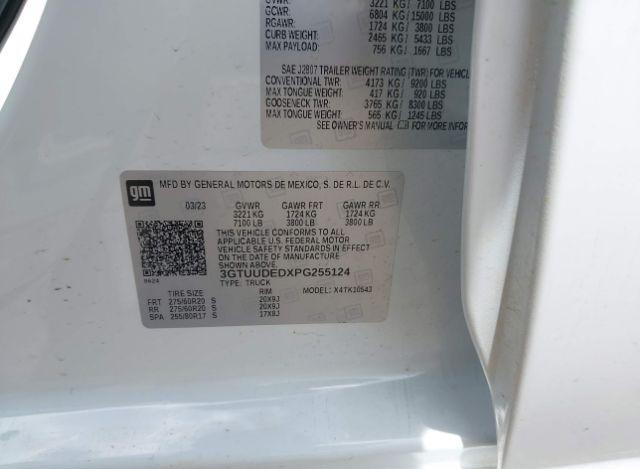 GVWR: 3221 KG/ 7100 LBS
GCWR: 6804 KG/ 15000 LBS
RGAWR: 1724 KG/ 3800 LBS
CURB WEIGHT: 2465 KG/ 5433 LBS
MAX PAYLOAD: 756 KG/ 1667 LBS
SAE J2807 TRAILER WEIGHT RATING (TWR) FOR VEHICL
CONVENTIONAL TWR: 4173 KG/ 9200 LBS
MAX TONGUE WEIGHT: 417 KG/ 920 LBS
GOOSENECK TWR: 3765 KG/ 8300 LBS
MAX TONGUE WEIGHT: 565 KG/ 1245 LBS
SEE OWNER'S MANUAL FOR MORE INFOR
gm MFD BY GENERAL MOTORS DE MEXICO, S. DE R.L. DE C.V.
03/23 GVWR GAWR FRT GAWR RR
3221 KG 1724 KG 1724 KG
7100 LB 3800 LB 3800 LB
THIS VEHICLE CONFORMS TO ALL
APPLICABLE U.S. FEDERAL MOTOR
VEHICLE SAFETY STANDARDS IN
EFFECT ON THE DATE OF
MANUFACTURE SHOWN ABOVE.
3GTUUDEDXPG255124
TYPE: TRUCK MODEL: X4TK10543
9624
TIRE SIZE RIM
FRT 275/60R20 S 20X9J
RR 275/60R20 S 20X9J
SPA 255/80R17 S 17X8J